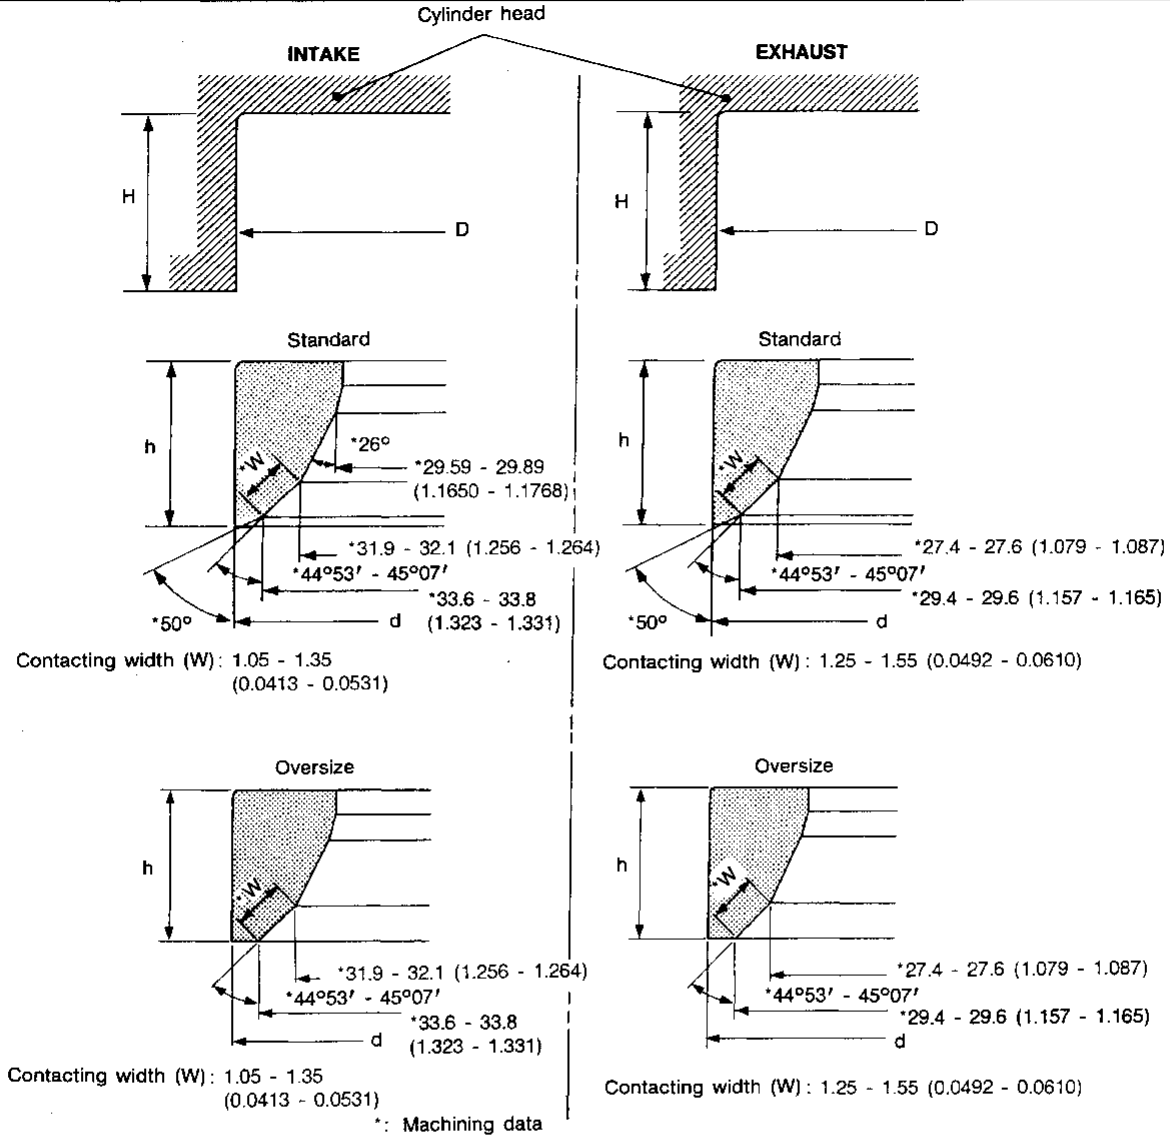 Cylinder head
INTAKE
EXHAUST
H
D
H
D
Standard
h
*W
*26°
*29.59 - 29.89
(1.1650 - 1.1768)
*31.9 - 32.1 (1.256 - 1.264)
*44°53′ - 45°07′
*33.6 - 33.8
(1.323 - 1.331)
*50°
d
Contacting width (W): 1.05 - 1.35
(0.0413 - 0.0531)
Standard
h
*W
*27.4 - 27.6 (1.079 - 1.087)
*44°53′ - 45°07′
*29.4 - 29.6 (1.157 - 1.165)
*50°
d
Contacting width (W): 1.25 - 1.55 (0.0492 - 0.0610)
Oversize
h
*W
*31.9 - 32.1 (1.256 - 1.264)
*44°53′ - 45°07′
*33.6 - 33.8
(1.323 - 1.331)
d
Contacting width (W): 1.05 - 1.35
(0.0413 - 0.0531)
Oversize
h
*W
*27.4 - 27.6 (1.079 - 1.087)
*44°53′ - 45°07′
*29.4 - 29.6 (1.157 - 1.165)
d
Contacting width (W): 1.25 - 1.55 (0.0492 - 0.0610)
*: Machining data